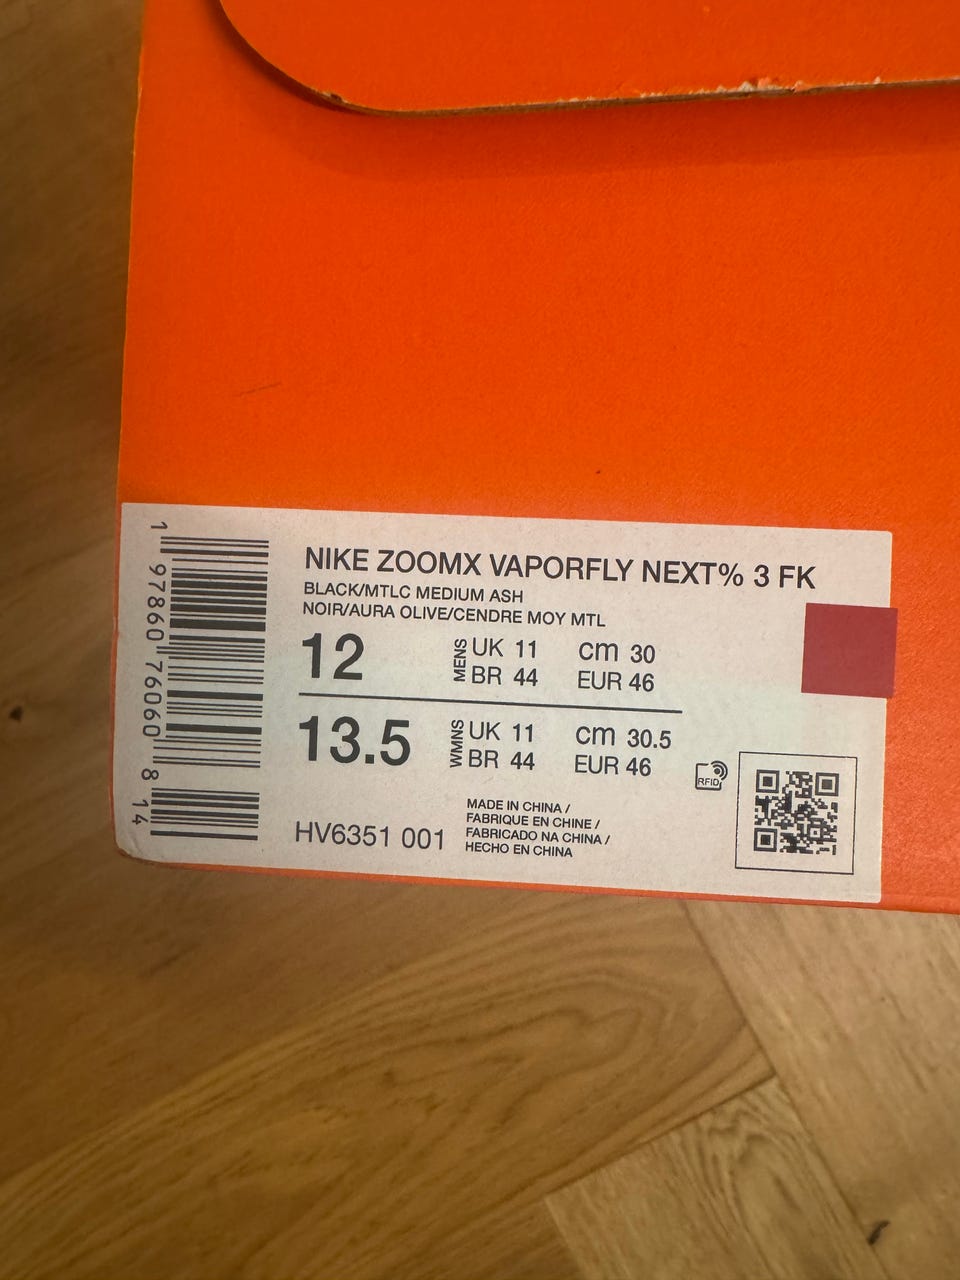 NIKE ZOOMX VAPORFLY NEXT% 3 FK
BLACK/MTLC MEDIUM ASH
NOIR/AURA OLIVE/CENDRE MOY MTL
12 MENS UK 11 cm 30
BR 44 EUR 46
13.5 WMNS UK 11 cm 30.5
BR 44 EUR 46
RFID
MADE IN CHINA /
FABRIQUE EN CHINE /
FABRICADO NA CHINA /
HECHO EN CHINA
HV6351 001
1 97860 76060 8 14